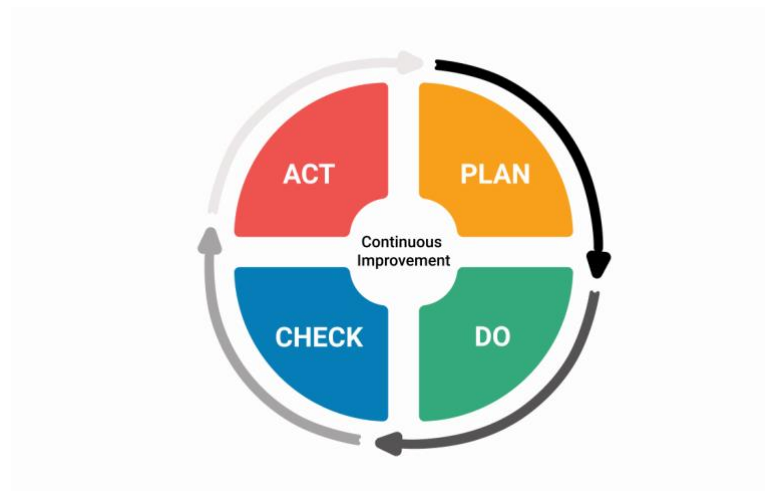 ACT
PLAN
Continuous
Improvement
CHECK
DO